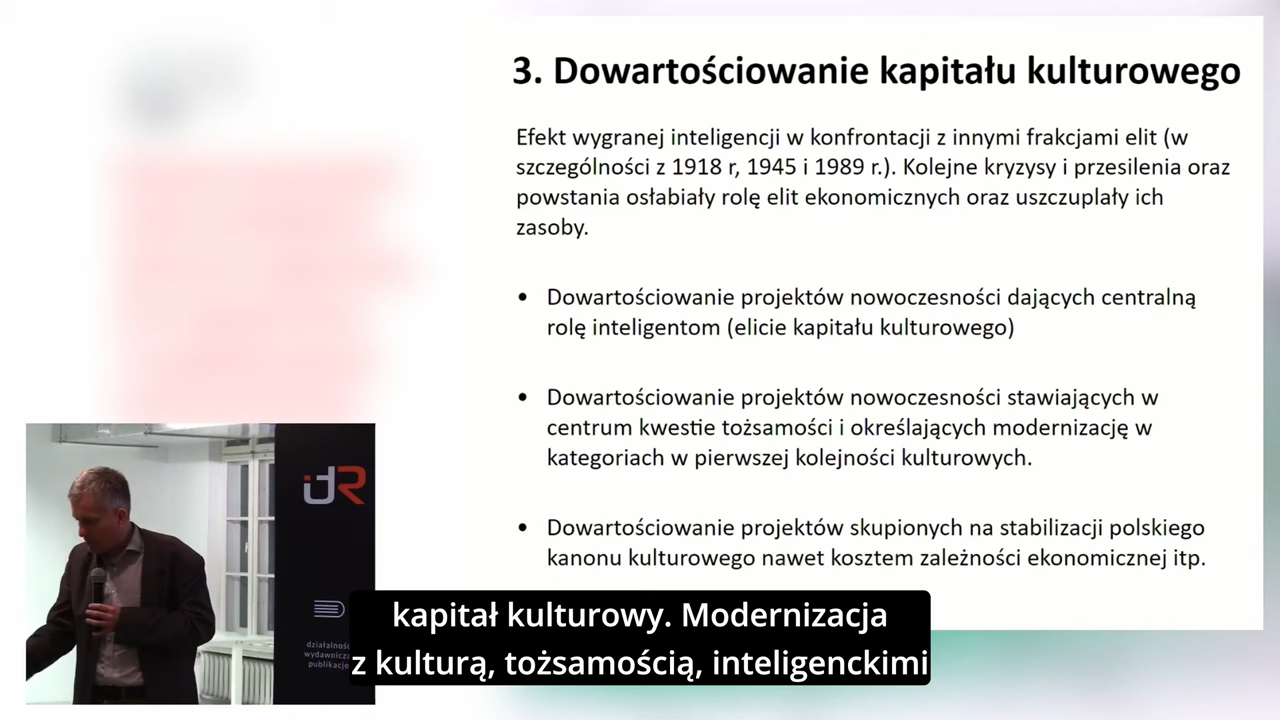 3. Dowartościowanie kapitału kulturowego
Efekt wygranej inteligencji w konfrontacji z innymi frakcjami elit (w
szczególności z 1918 r, 1945 i 1989 r.). Kolejne kryzysy i przesilenia oraz
powstania osłabiały rolę elit ekonomicznych oraz uszczuplały ich
zasoby.
• Dowartościowanie projektów nowoczesności dających centralną
rolę inteligentom (elicie kapitału kulturowego)
• Dowartościowanie projektów nowoczesności stawiających w
centrum kwestie tożsamości i określających modernizację w
kategoriach w pierwszej kolejności kulturowych.
• Dowartościowanie projektów skupionych na stabilizacji polskiego
kanonu kulturowego nawet kosztem zależności ekonomicznej itp.
idR
działalność
wydawnicza
publikacje
kapitał kulturowy. Modernizacja
z kulturą, tożsamością, inteligenckimi